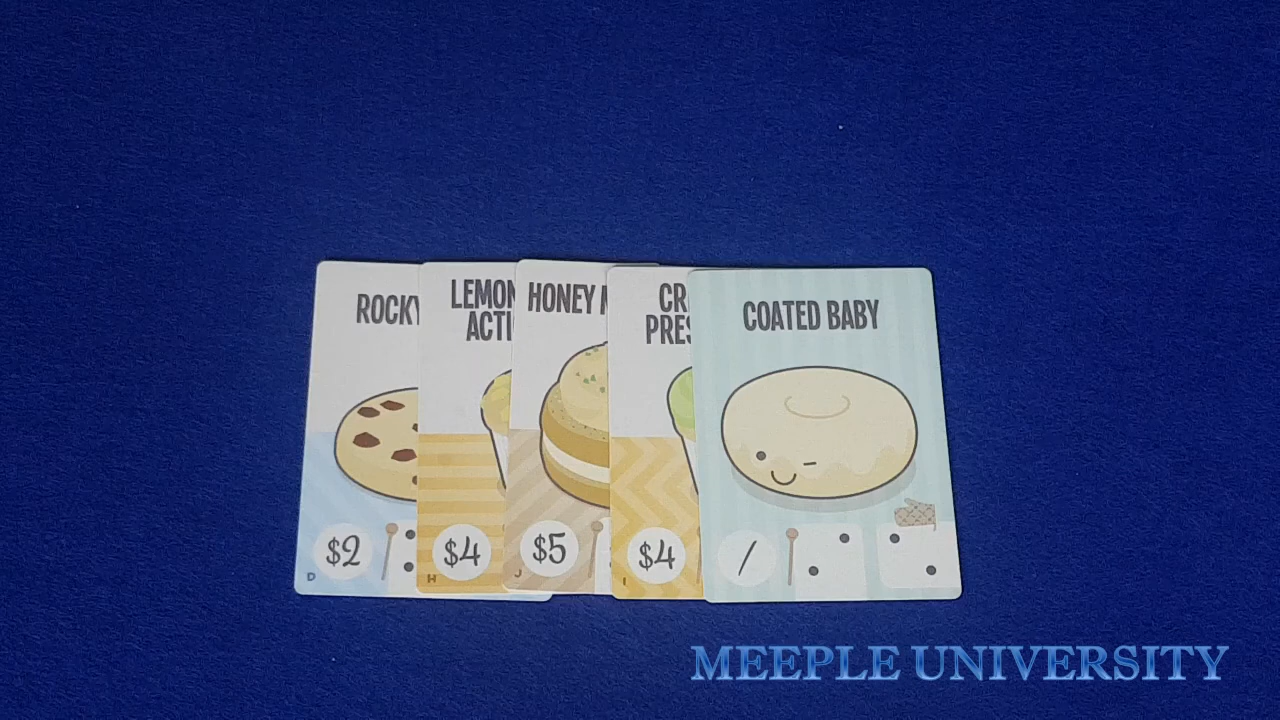 ROCKY
LEMON
ACTI
HONEY
CR
PRES
COATED BABY
$2
$4
$5
$4
/
D
H
J
I
MEEPLE UNIVERSITY